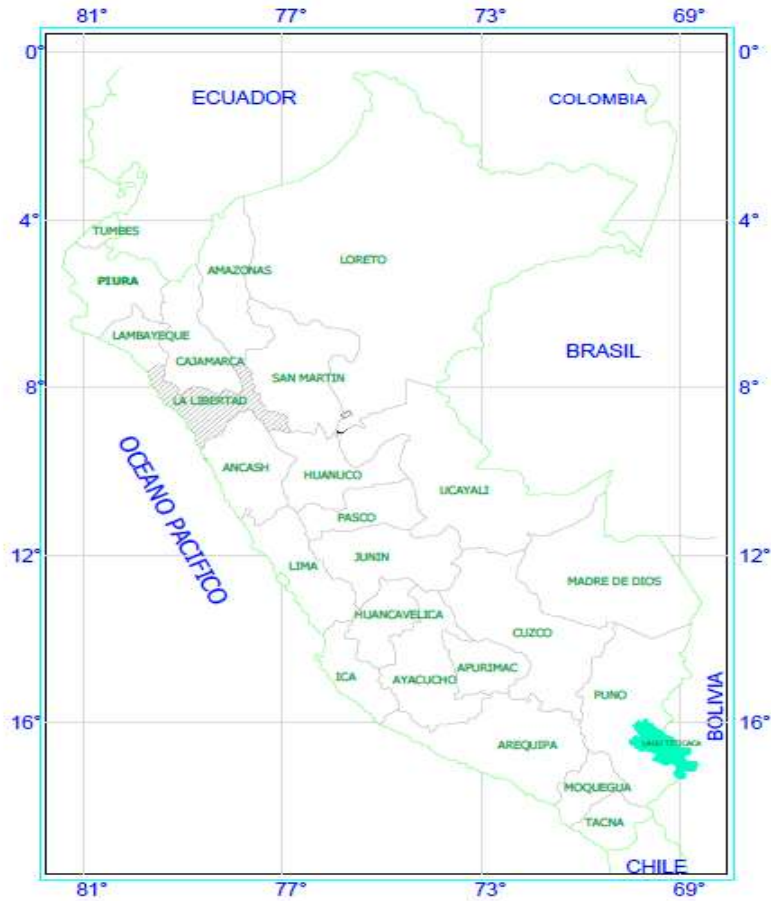 81° 77° 73° 69°
0° 0°
ECUADOR COLOMBIA
4° 4°
TUMBES
LORETO
AMAZONAS
PIURA
LAMBAYEQUE
BRASIL
CAJAMARCA
SAN MARTIN
8° 8°
LA LIBERTAD
OCEANO PACIFICO
ANCASH
HUANUCO
UCAYALI
PASCO
12° 12°
JUNIN
LIMA
MADRE DE DIOS
HUANCAVELICA
CUZCO
APURIMAC
ICA
AYACUCHO
PUNO
BOLIVIA
16° 16°
AREQUIPA
MOQUEGUA
TACNA
CHILE
81° 77° 73° 69°